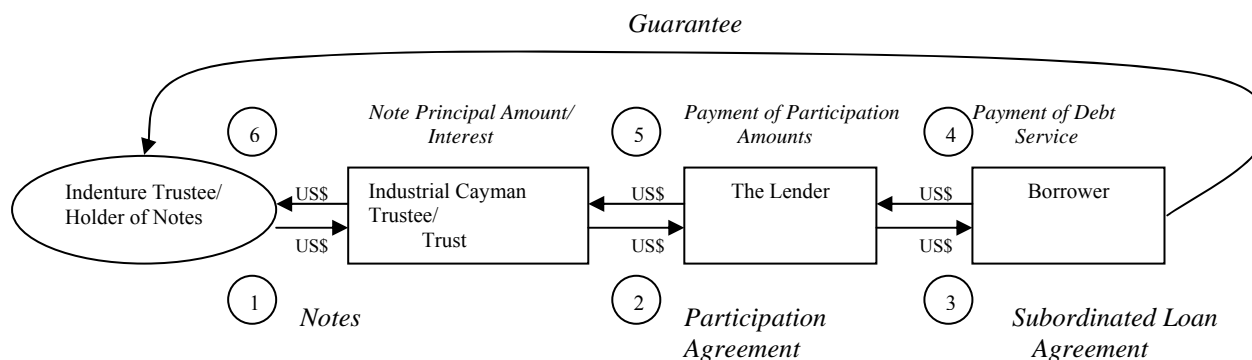 Guarantee
6
Note Principal Amount/
Interest
5
Payment of Participation
Amounts
4
Payment of Debt
Service
Indenture Trustee/
Holder of Notes
US$
US$
Industrial Cayman
Trustee/
Trust
US$
US$
The Lender
US$
US$
Borrower
1
Notes
2
Participation
Agreement
3
Subordinated Loan
Agreement